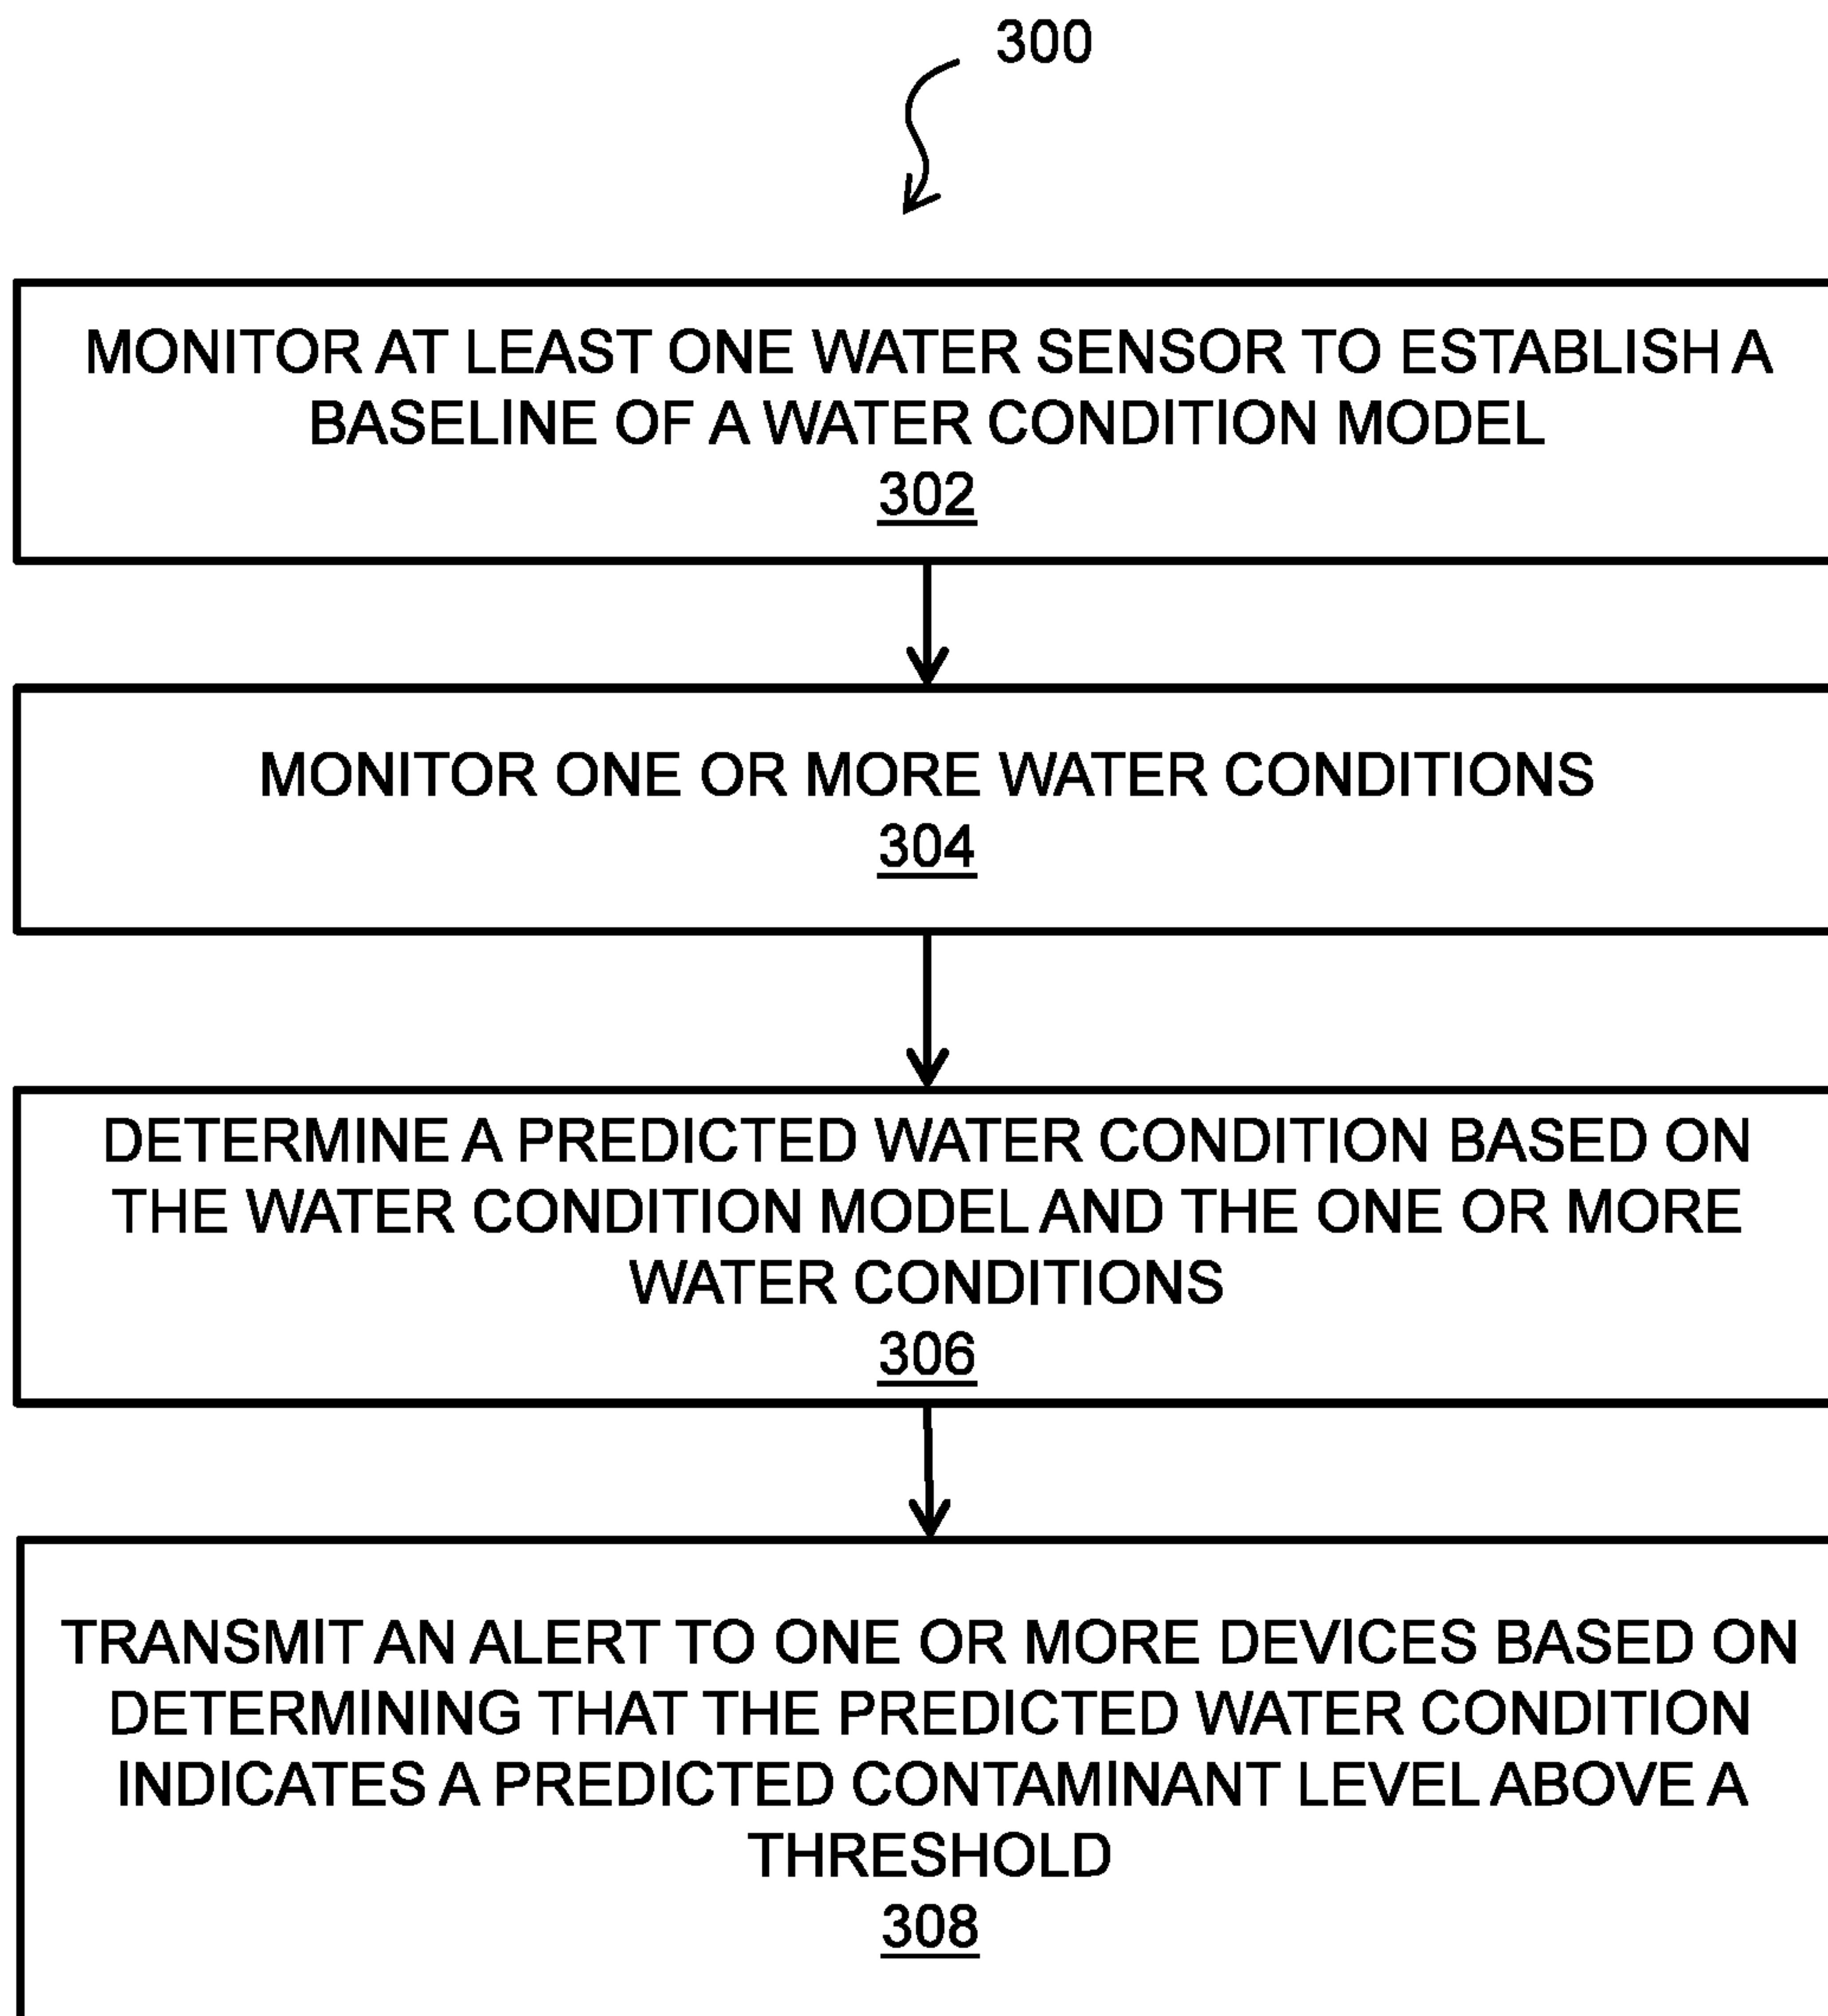 300
MONITOR AT LEAST ONE WATER SENSOR TO ESTABLISH A
BASELINE OF A WATER CONDITION MODEL
302
MONITOR ONE OR MORE WATER CONDITIONS
304
DETERMINE A PREDICTED WATER CONDITION BASED ON
THE WATER CONDITION MODEL AND THE ONE OR MORE
WATER CONDITIONS
306
TRANSMIT AN ALERT TO ONE OR MORE DEVICES BASED ON
DETERMINING THAT THE PREDICTED WATER CONDITION
INDICATES A PREDICTED CONTAMINANT LEVEL ABOVE A
THRESHOLD
308